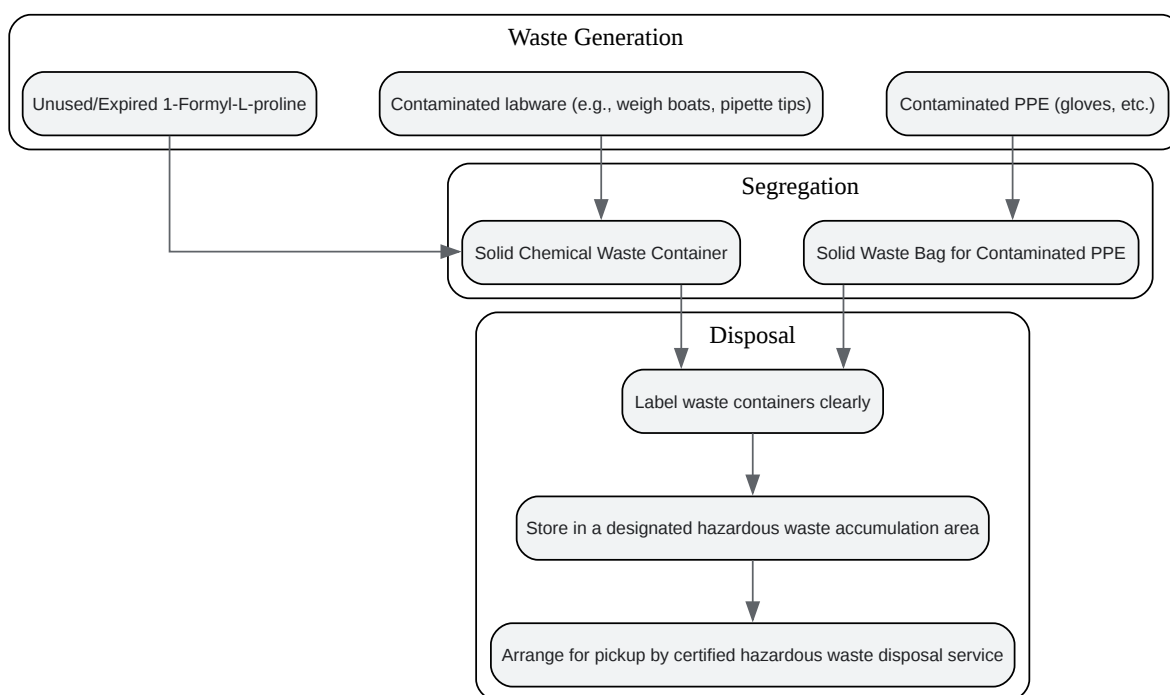 Waste Generation
Unused/Expired 1-Formyl-L-proline
Contaminated labware (e.g., weigh boats, pipette tips)
Contaminated PPE (gloves, etc.)
Segregation
Solid Chemical Waste Container
Solid Waste Bag for Contaminated PPE
Disposal
Label waste containers clearly
Store in a designated hazardous waste accumulation area
Arrange for pickup by certified hazardous waste disposal service